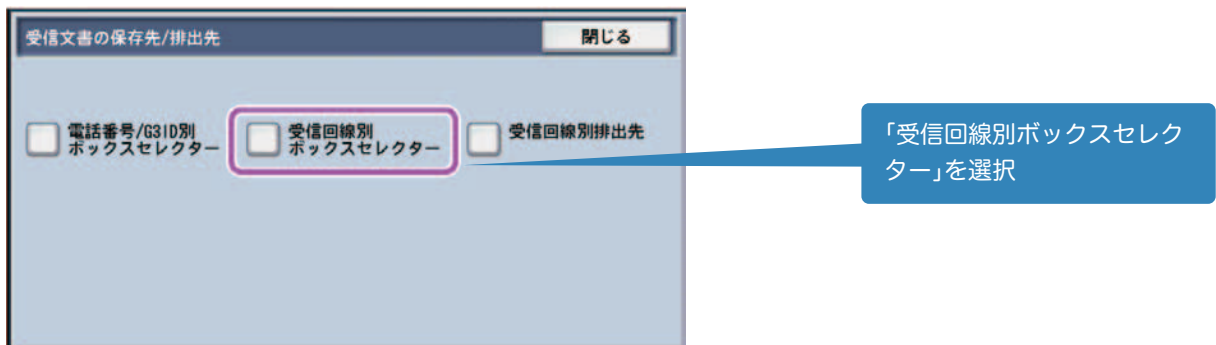 受信文書の保存先/排出先
閉じる
電話番号/G3ID別
ボックスセレクター
受信回線別
ボックスセレクター
受信回線別排出先
「受信回線別ボックスセレク
ター」を選択